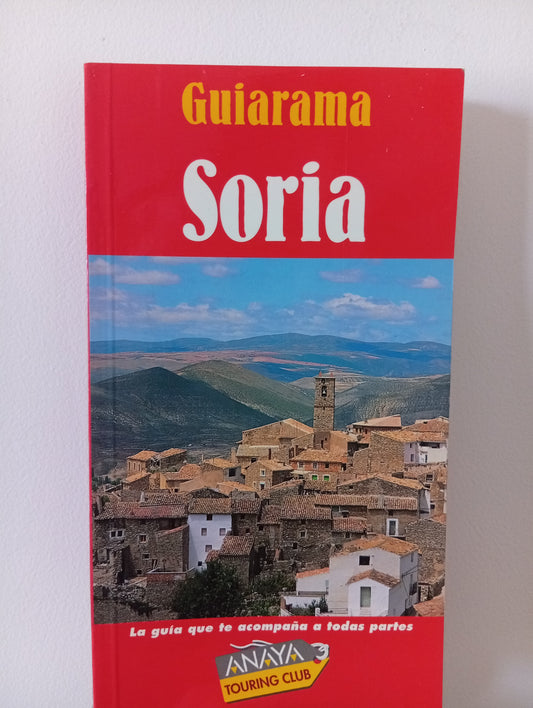 Guiarama
Soria
La guía que te acompaña a todas partes
ANAYA
TOURING CLUB